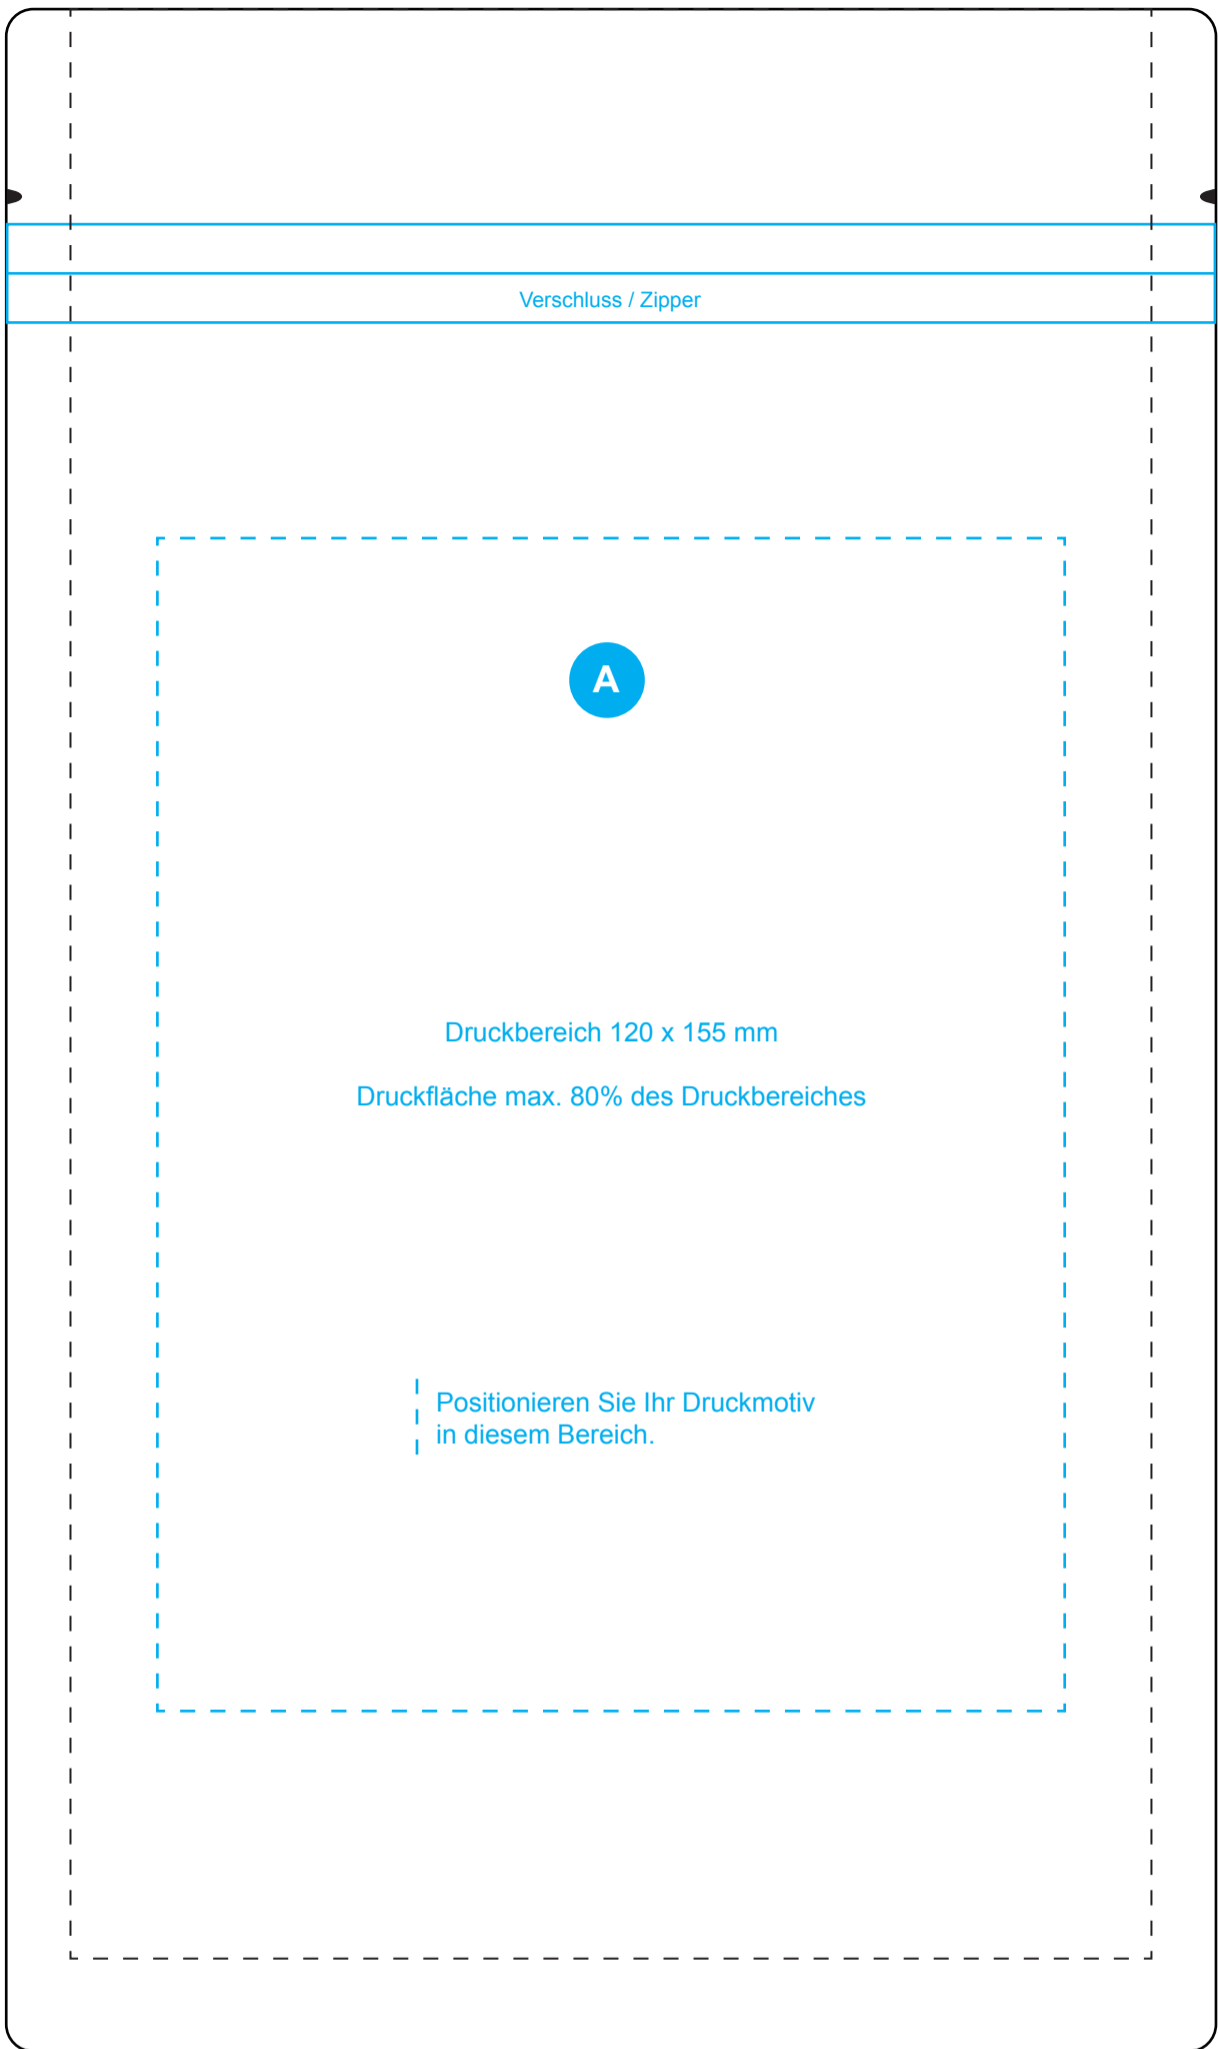 Verschluss / Zipper
A
Druckbereich 120 x 155 mm
Druckfläche max. 80% des Druckbereiches
Positionieren Sie Ihr Druckmotiv
in diesem Bereich.